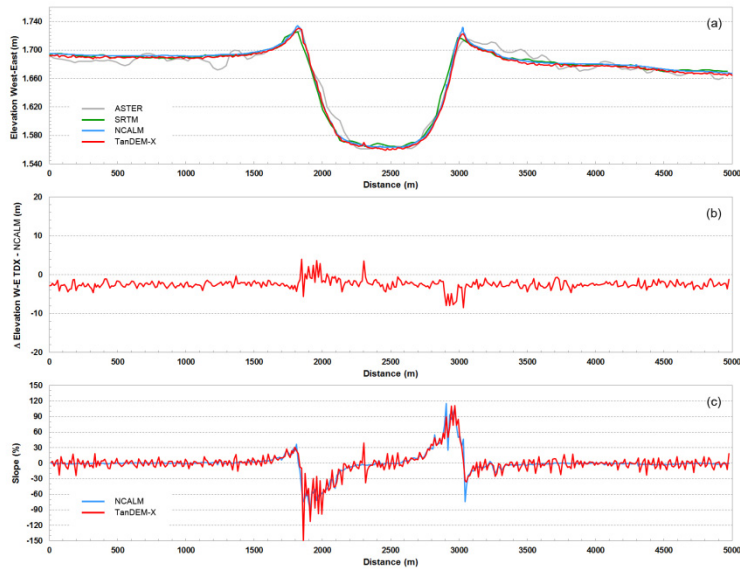 (a)
Elevation West-East (m)
1.740
1.700
1.660
1.620
1.580
1.540
ASTER
SRTM
NCALM
TanDEM-X
0 500 1000 1500 2000 2500 3000 3500 4000 4500 5000
Distance (m)
(b)
Δ Elevation W-E TDX - NCALM (m)
20
10
0
-10
-20
0 500 1000 1500 2000 2500 3000 3500 4000 4500 5000
Distance (m)
(c)
Slope (%)
150
120
90
60
30
0
-30
-60
-90
-120
-150
NCALM
TanDEM-X
0 500 1000 1500 2000 2500 3000 3500 4000 4500 5000
Distance (m)